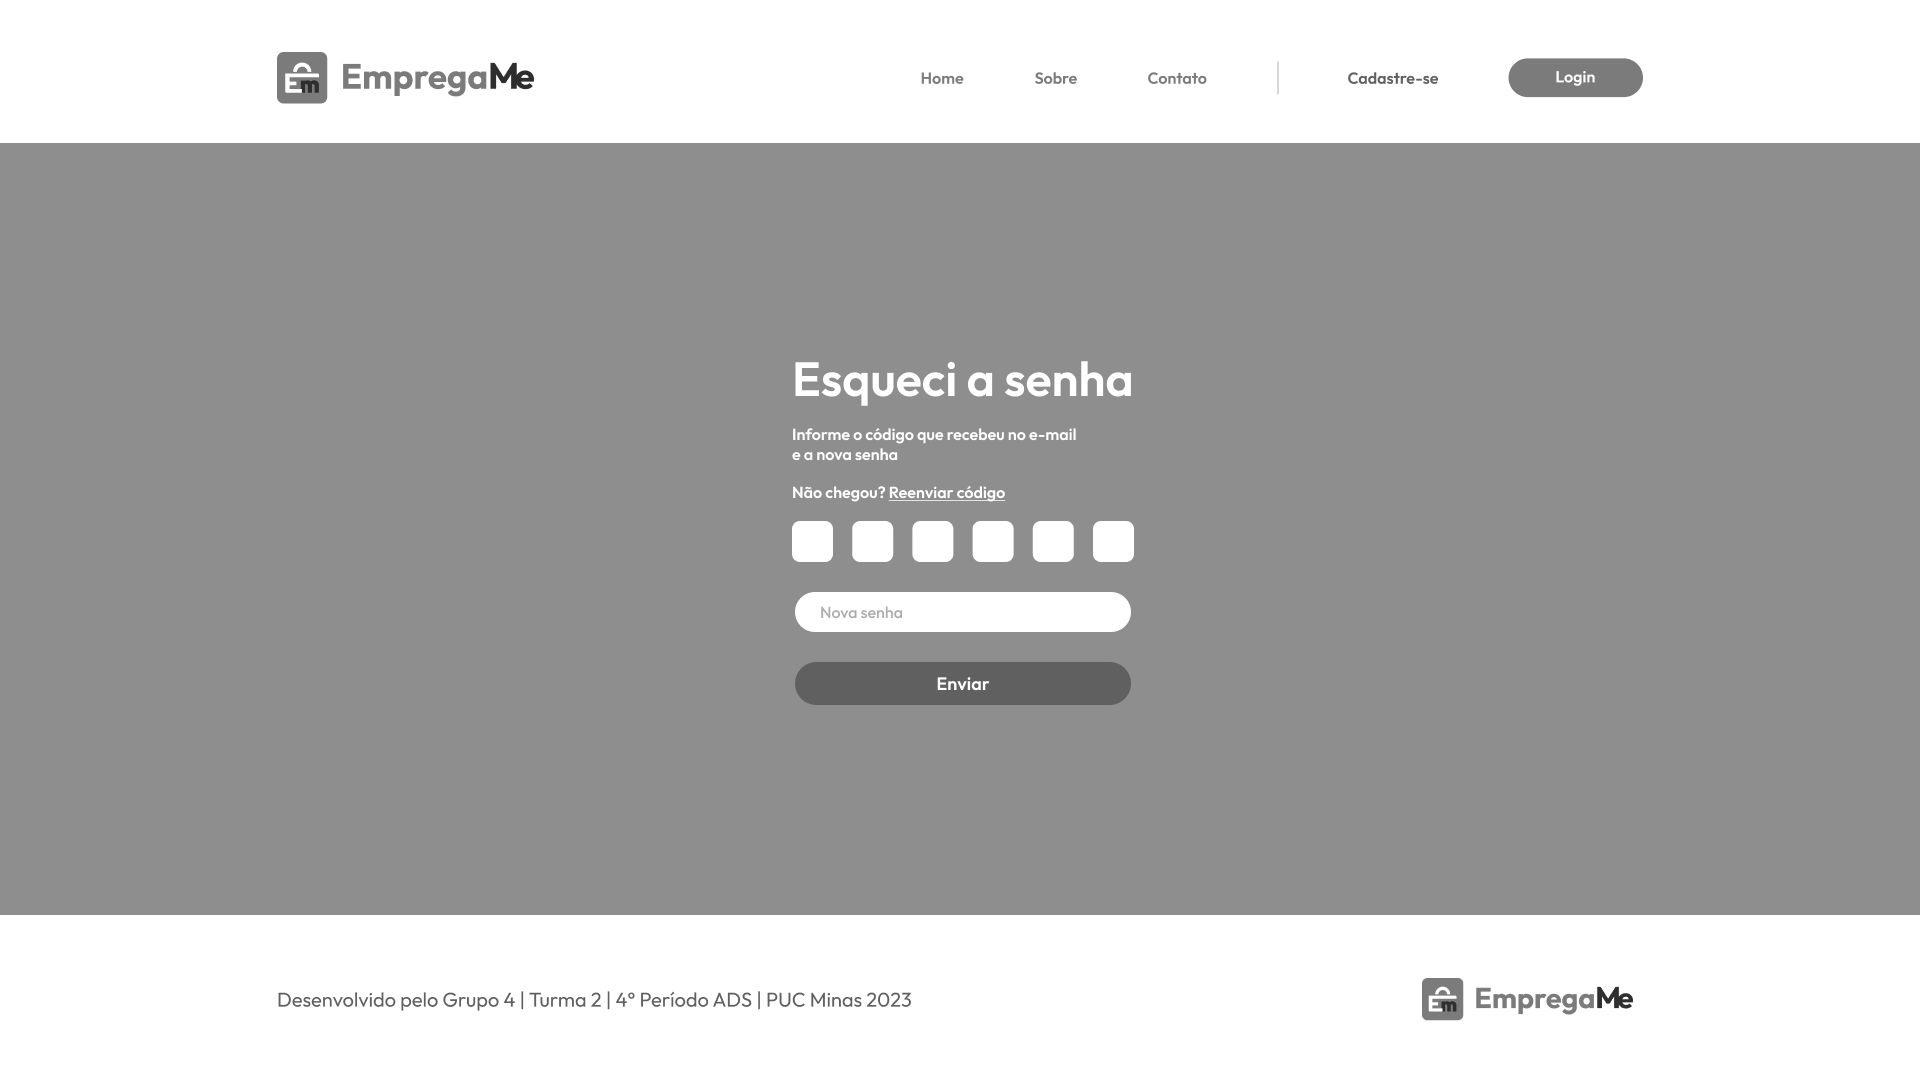 Em EmpregaMe
Home Sobre Contato Cadastre-se Login
Esqueci a senha
Informe o código que recebeu no e-mail
e a nova senha
Não chegou? Reenviar código
Nova senha
Enviar
Desenvolvido pelo Grupo 4 | Turma 2 | 4º Período ADS | PUC Minas 2023
Em EmpregaMe